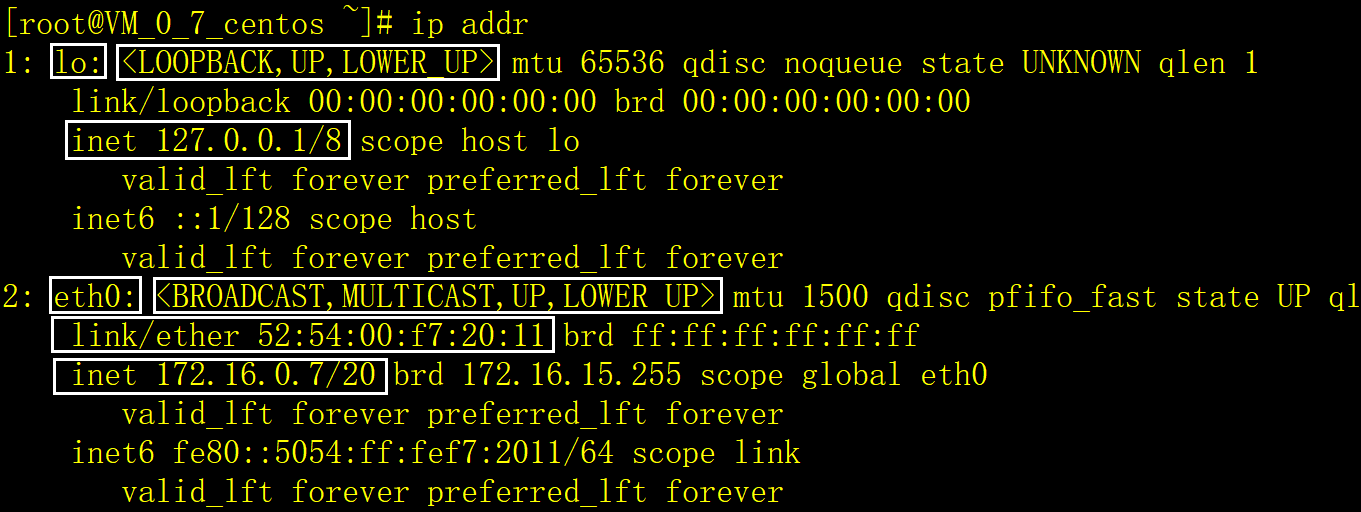 [root@VM_0_7_centos ~]# ip addr
1: lo: <LOOPBACK,UP,LOWER_UP> mtu 65536 qdisc noqueue state UNKNOWN qlen 1
link/loopback 00:00:00:00:00:00 brd 00:00:00:00:00:00
inet 127.0.0.1/8 scope host lo
valid_lft forever preferred_lft forever
inet6 ::1/128 scope host
valid_lft forever preferred_lft forever
2: eth0: <BROADCAST,MULTICAST,UP,LOWER_UP> mtu 1500 qdisc pfifo_fast state UP ql
link/ether 52:54:00:f7:20:11 brd ff:ff:ff:ff:ff:ff
inet 172.16.0.7/20 brd 172.16.15.255 scope global eth0
valid_lft forever preferred_lft forever
inet6 fe80::5054:ff:fef7:2011/64 scope link
valid_lft forever preferred_lft forever